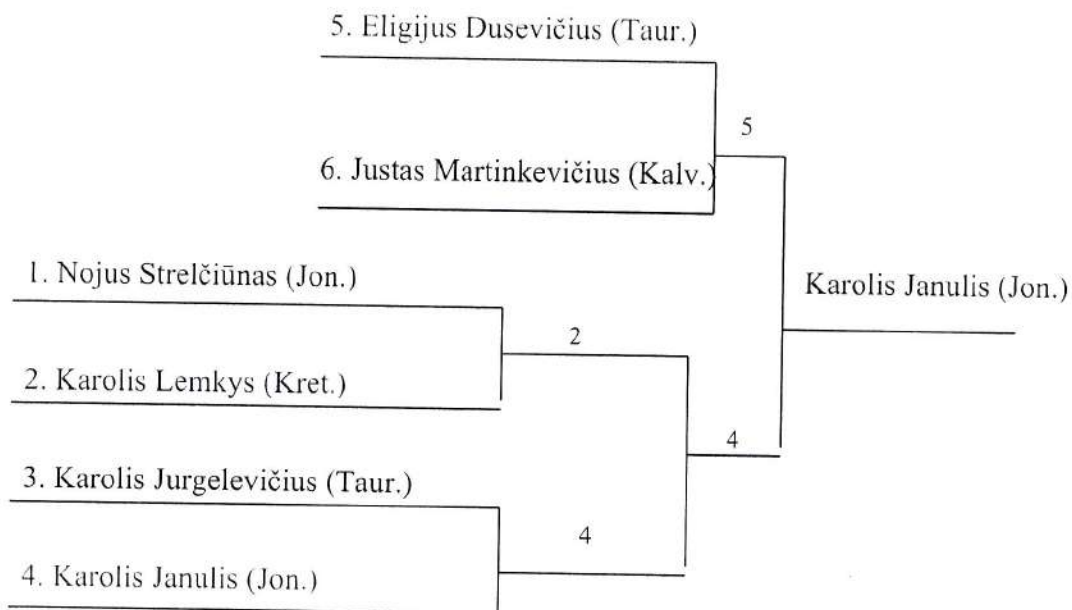 5. Eligijus Dusevičius (Taur.)
5
6. Justas Martinkevičius (Kalv.)
1. Nojus Strelčiūnas (Jon.)
Karolis Janulis (Jon.)
2
2. Karolis Lemkys (Kret.)
4
3. Karolis Jurgelevičius (Taur.)
4
4. Karolis Janulis (Jon.)